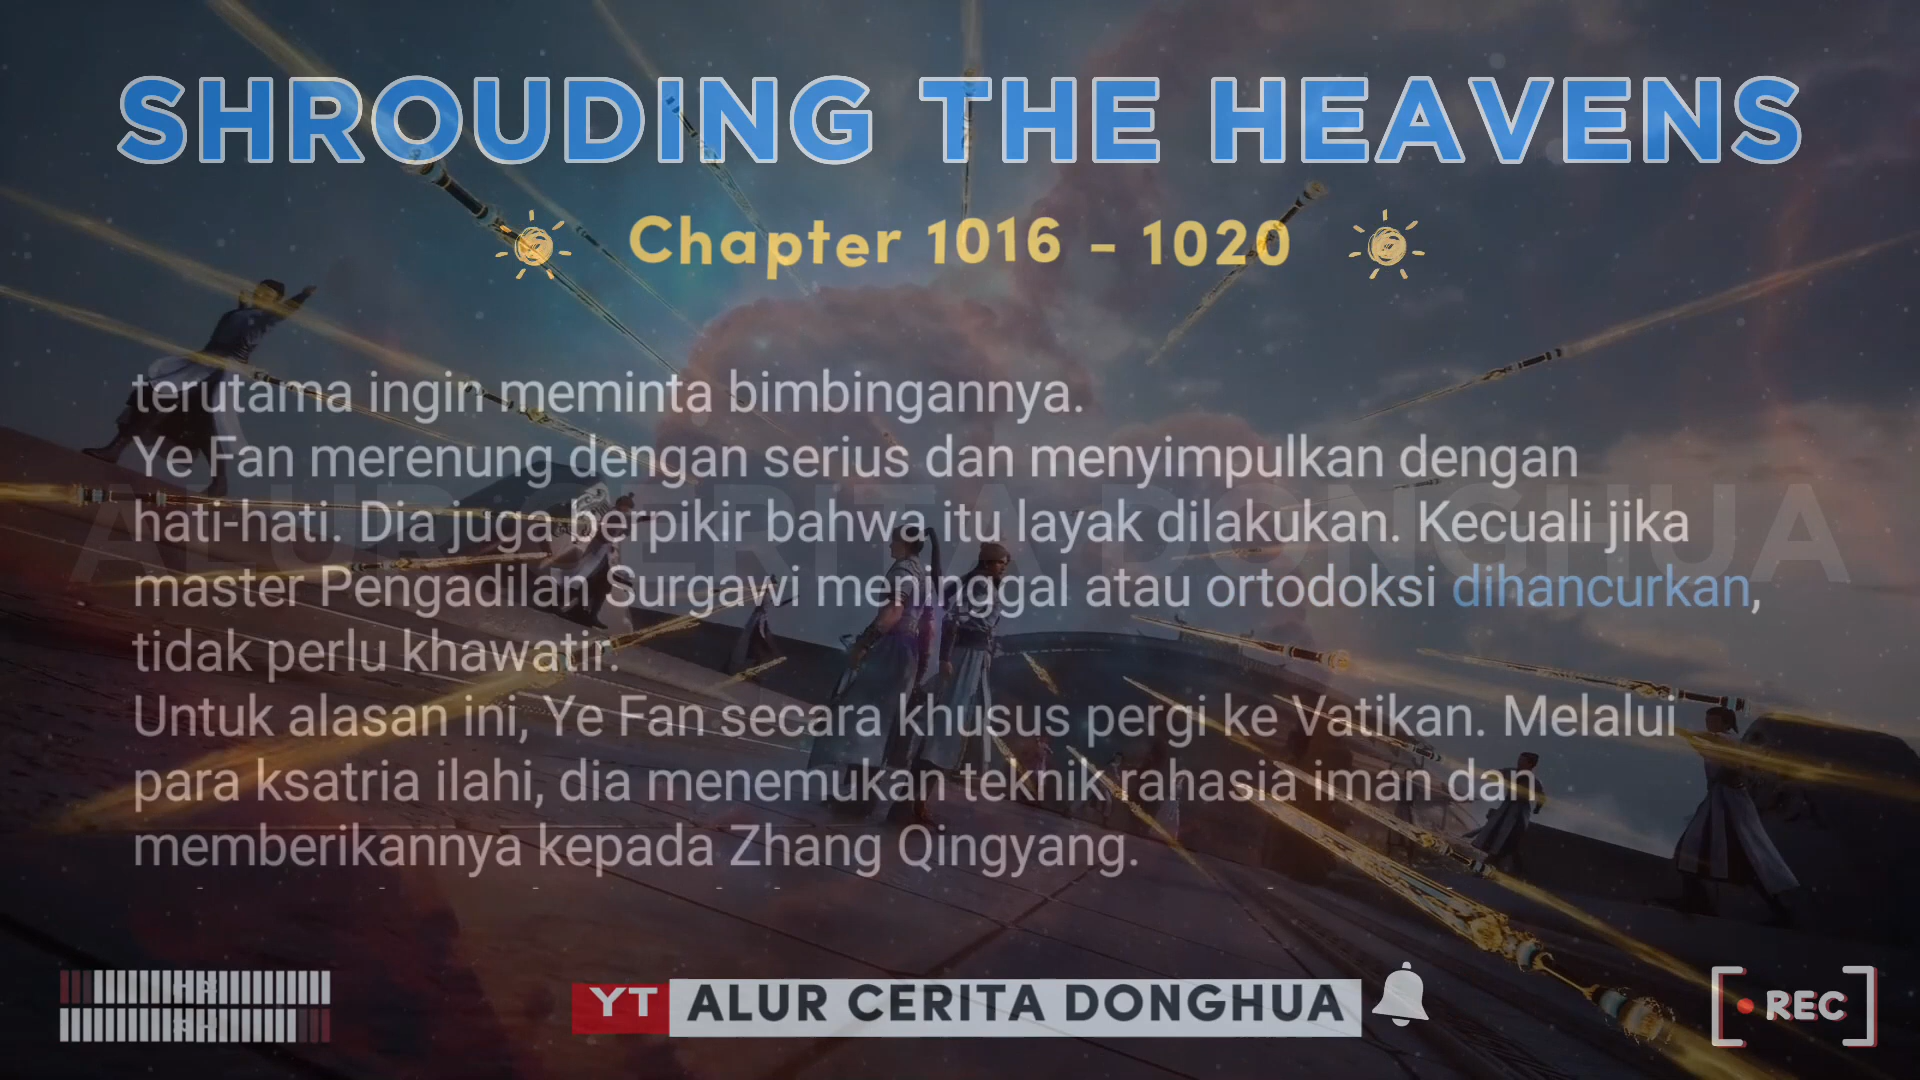 SHROUDING THE HEAVENS
Chapter 1016 - 1020
terutama ingin meminta bimbingannya.
Ye Fan merenung dengan serius dan menyimpulkan dengan
hati-hati. Dia juga berpikir bahwa itu layak dilakukan. Kecuali jika
master Pengadilan Surgawi meninggal atau ortodoksi dihancurkan,
tidak perlu khawatir.
Untuk alasan ini, Ye Fan secara khusus pergi ke Vatikan. Melalui
para ksatria ilahi, dia menemukan teknik rahasia iman dan
memberikannya kepada Zhang Qingyang.
ALUR CERITA DONGHUA
YT ALUR CERITA DONGHUA
REC